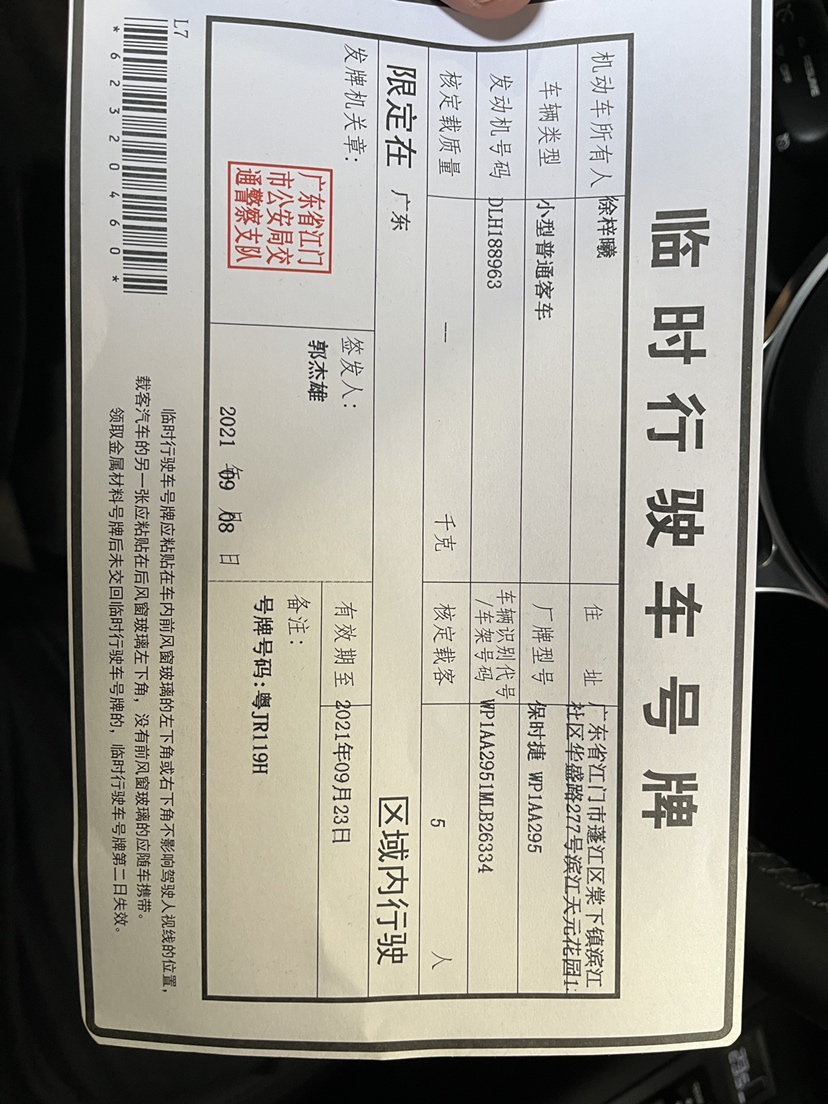 临时行驶车号牌
机动车所有人 徐梓曦 住址 广东省江门市蓬江区棠下镇滨江
社区华盛路277号滨江天元花园1
车辆类型 小型普通客车 厂牌型号 保时捷 WP1AA295
发动机号码 DLH188963 车辆识别代号
/车架号码 WP1AA2951MLB26334
核定载质量 — 千克 核定载客 5 人
限定在 广东 区域内行驶
发牌机关章:
广东省江门
市公安局交
通警察支队
签发人:
郭杰雄
2021 年09 月08 日
有效期至 2021年09月23日
备注:
号牌号码:粤JR119H
L7
*62320460*
临时行驶车号牌应粘贴在车内前风窗玻璃的左下角或右下角不影响驾驶人视线的位置,
载客汽车的另一张应粘贴在后风窗玻璃左下角,没有前风窗玻璃的应随车携带。
领取金属材料号牌后未交回临时行驶车号牌的,临时行驶车号牌第二日失效。